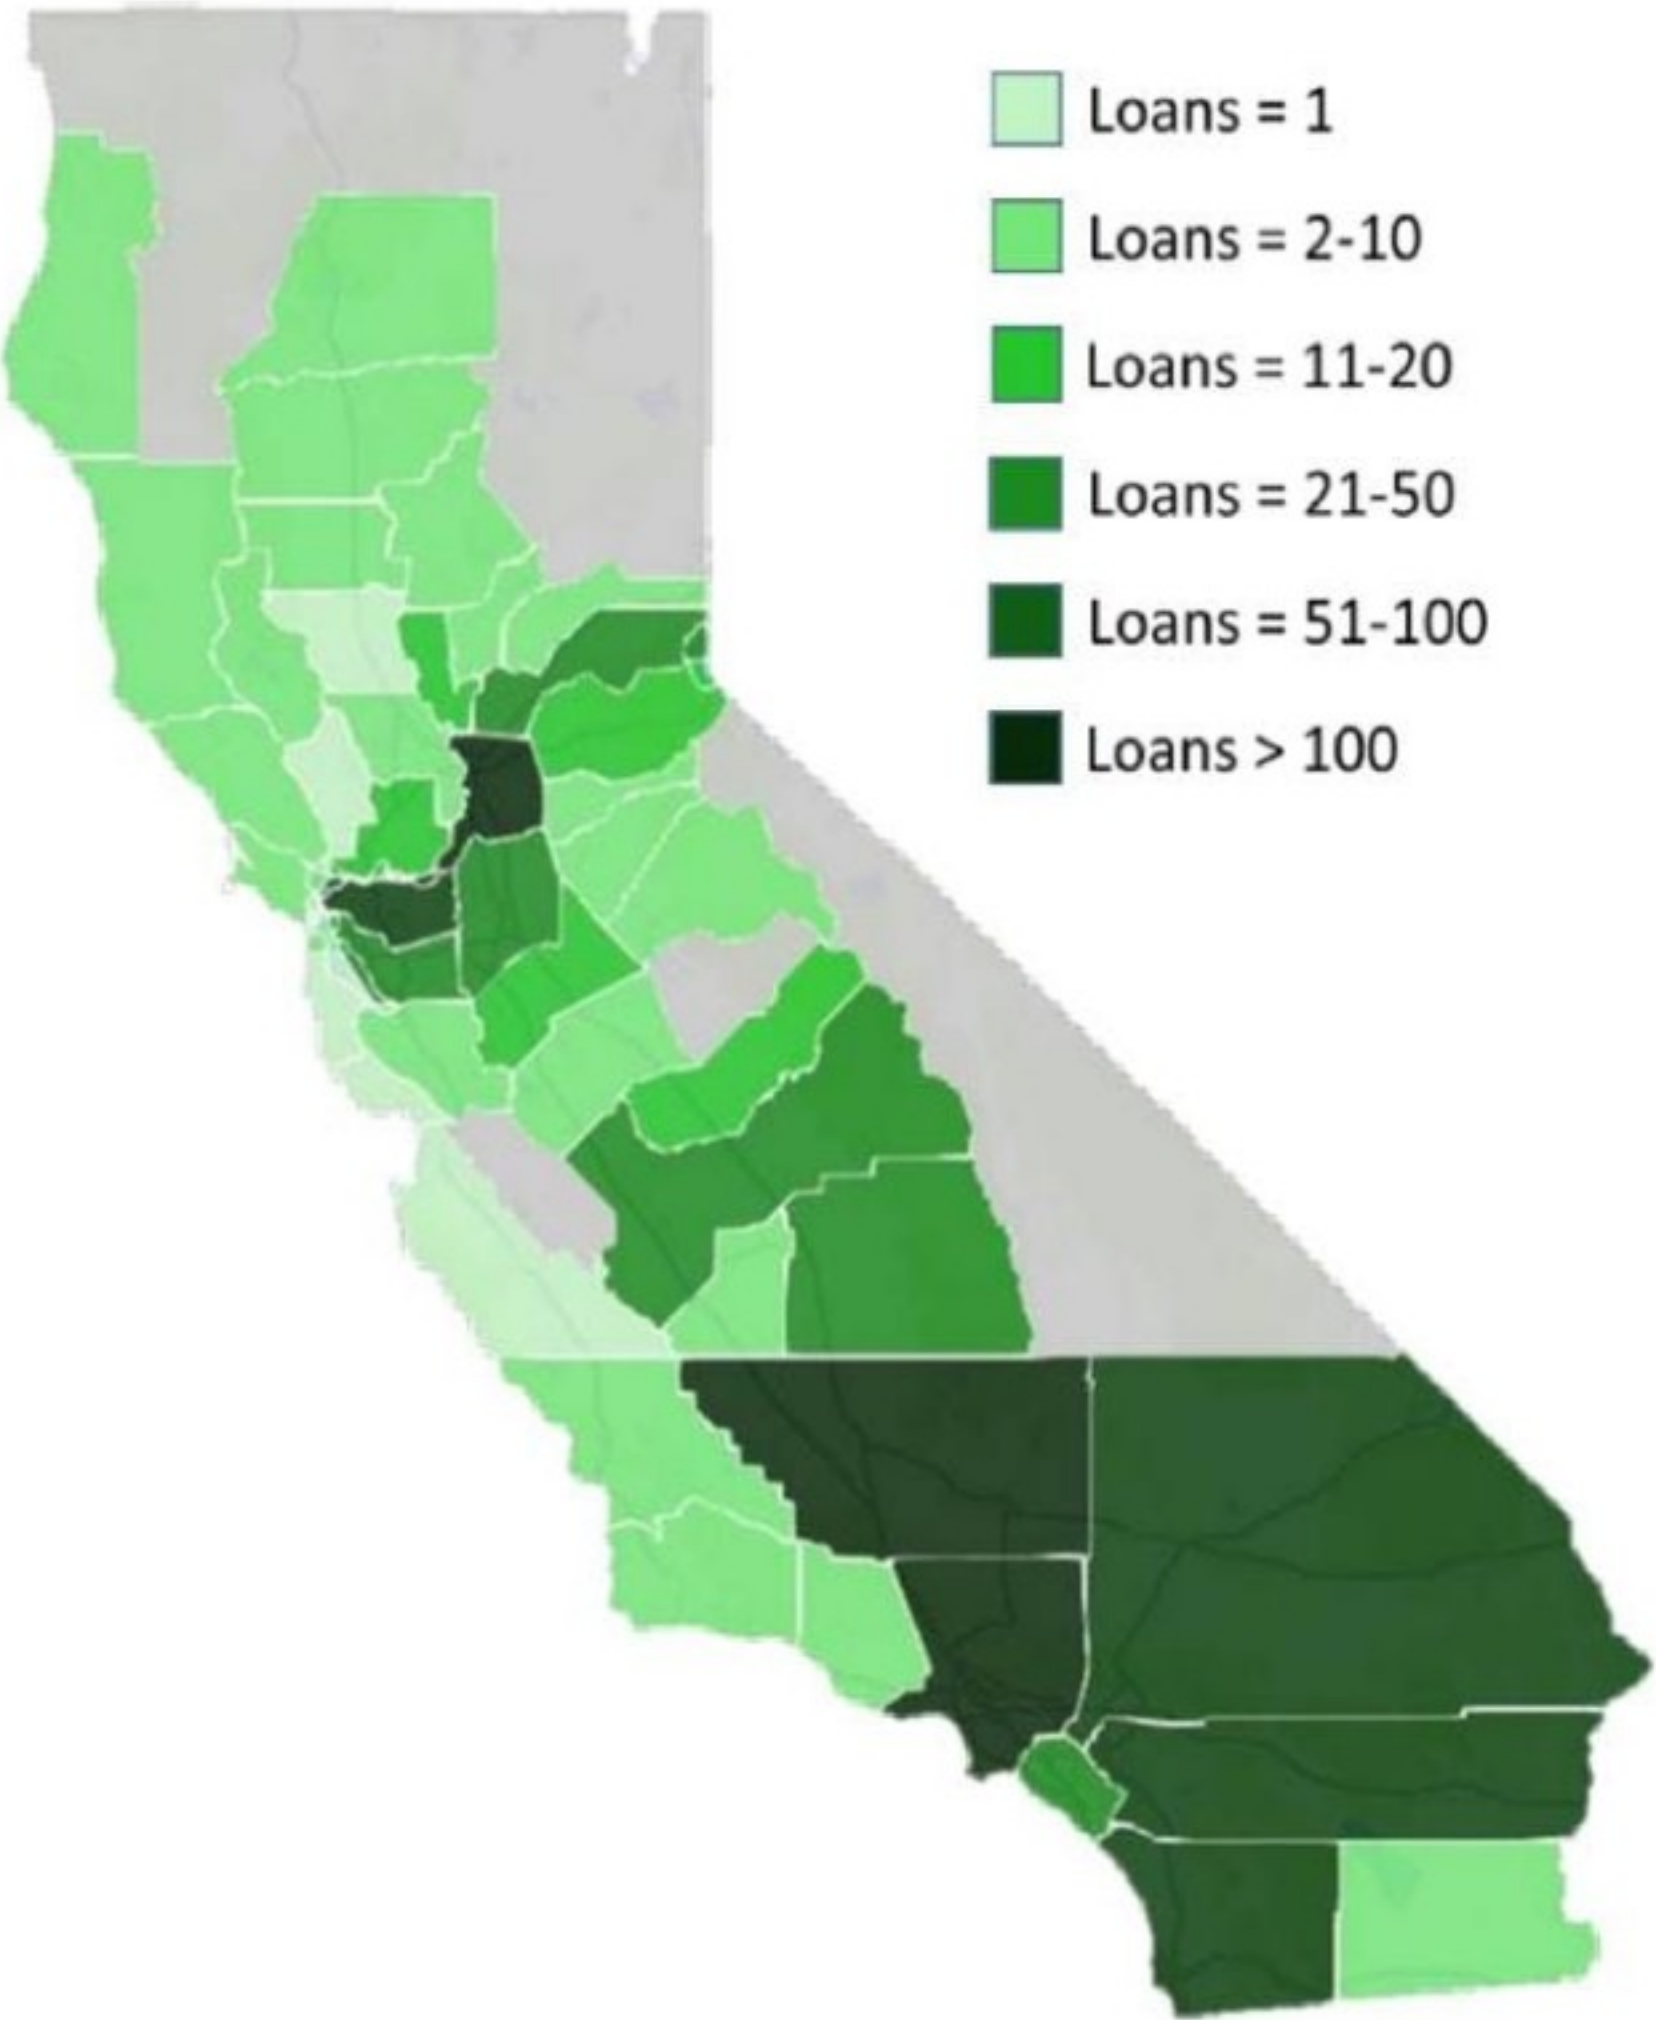 Loans = 1
Loans = 2-10
Loans = 11-20
Loans = 21-50
Loans = 51-100
Loans > 100